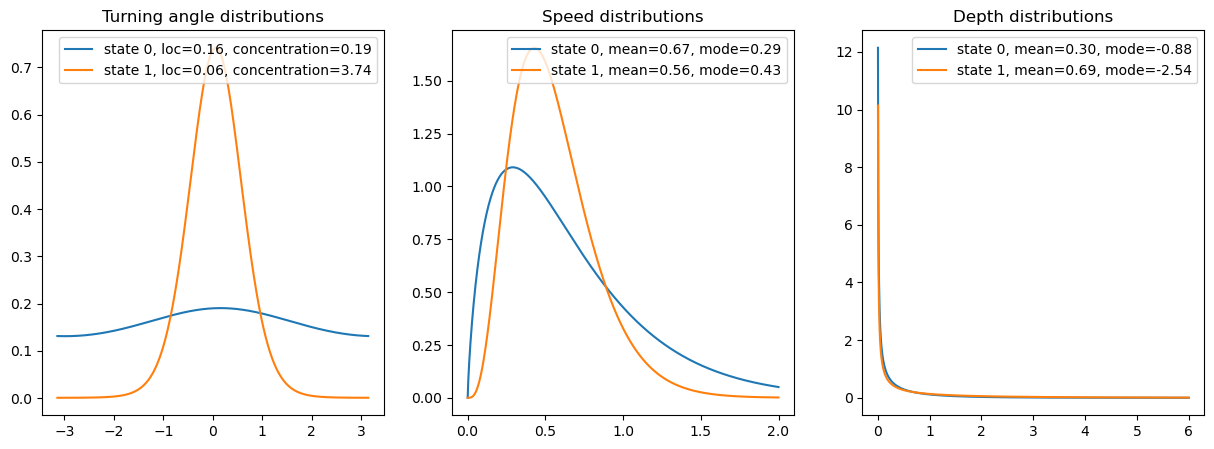 Turning angle distributions
state 0, loc=0.16, concentration=0.19
state 1, loc=0.06, concentration=3.74
0.7
0.6
0.5
0.4
0.3
0.2
0.1
0.0
−3 −2 −1 0 1 2 3
Speed distributions
state 0, mean=0.67, mode=0.29
state 1, mean=0.56, mode=0.43
1.50
1.25
1.00
0.75
0.50
0.25
0.00
0.0 0.5 1.0 1.5 2.0
Depth distributions
state 0, mean=0.30, mode=-0.88
state 1, mean=0.69, mode=-2.54
12
10
8
6
4
2
0
0 1 2 3 4 5 6